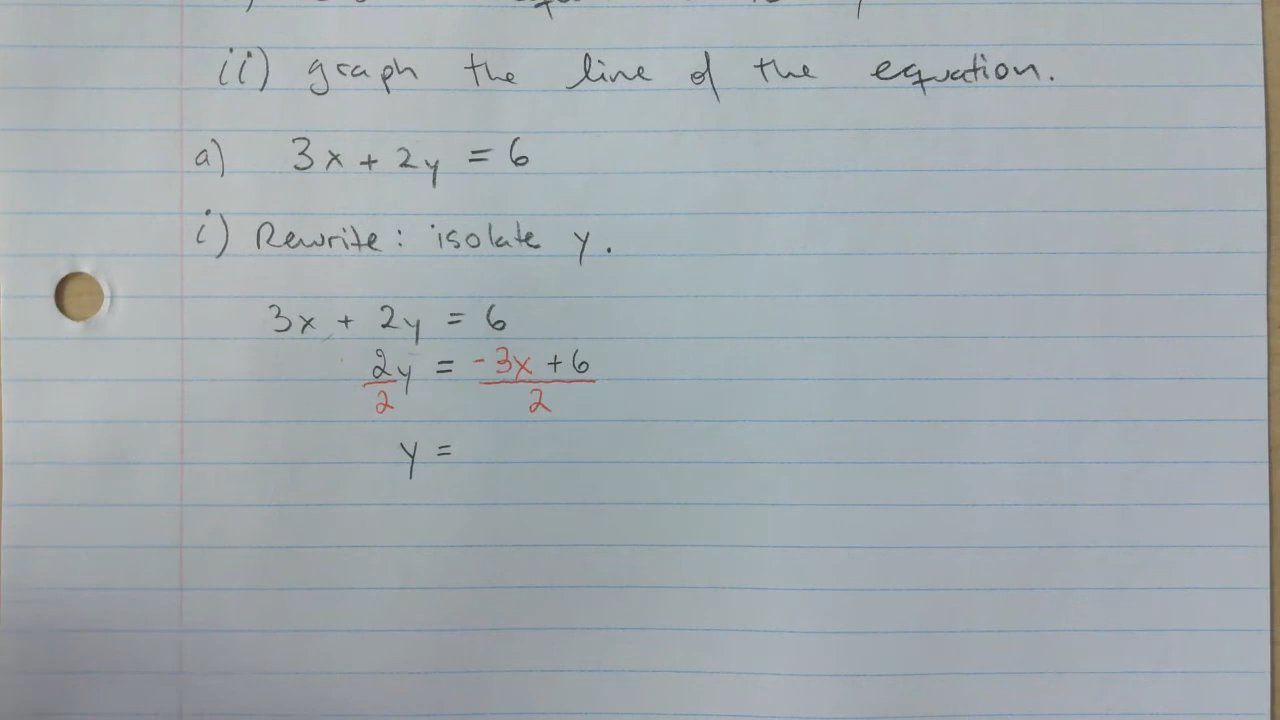 ii) graph the line of the equation.
a) 3x + 2y = 6
i) Rewrite: isolate y.
3x + 2y = 6
2y = -3x + 6
2 2
y =